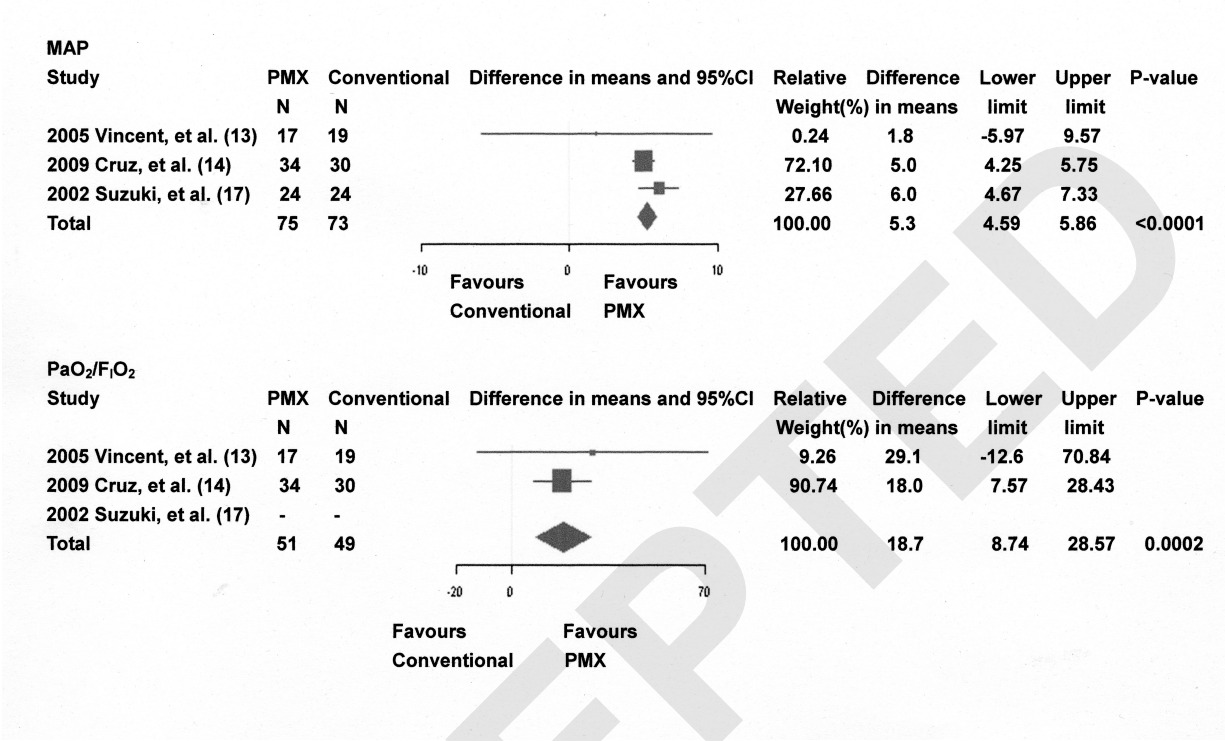 MAP
Study PMX Conventional Difference in means and 95%CI Relative Difference Lower Upper P-value
N N Weight(%) in means limit limit
2005 Vincent, et al. (13) 17 19 0.24 1.8 -5.97 9.57
2009 Cruz, et al. (14) 34 30 72.10 5.0 4.25 5.75
2002 Suzuki, et al. (17) 24 24 27.66 6.0 4.67 7.33
Total 75 73 100.00 5.3 4.59 5.86 <0.0001
-10 0 10
Favours Favours
Conventional PMX
PaO₂/FᵢO₂
Study PMX Conventional Difference in means and 95%CI Relative Difference Lower Upper P-value
N N Weight(%) in means limit limit
2005 Vincent, et al. (13) 17 19 9.26 29.1 -12.6 70.84
2009 Cruz, et al. (14) 34 30 90.74 18.0 7.57 28.43
2002 Suzuki, et al. (17) - -
Total 51 49 100.00 18.7 8.74 28.57 0.0002
-20 0 70
Favours Favours
Conventional PMX
EPTED